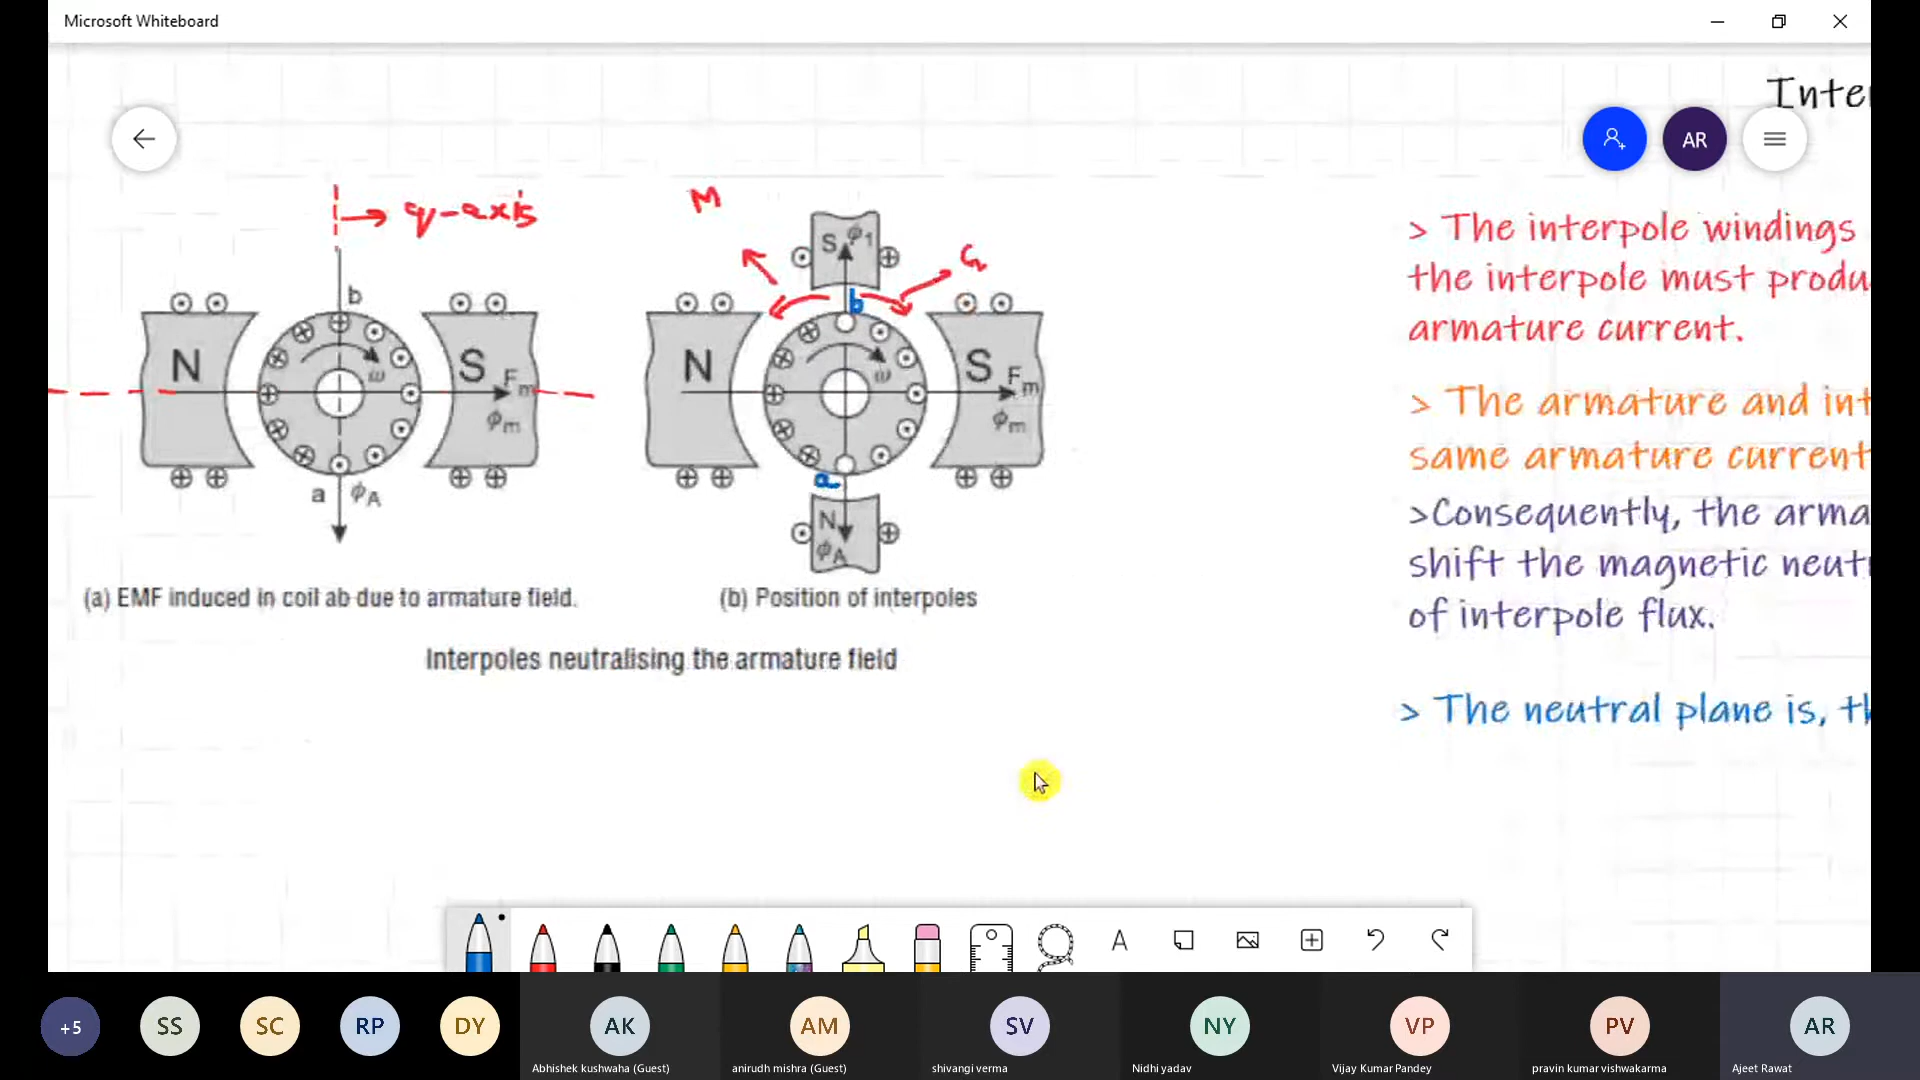 Microsoft Whiteboard
Inte
AR
q-axis
M
S φ1
G
b
b
N
ω
S Fm
φm
N
ω
S Fm
φm
a φA
a
N
φA
(a) EMF induced in coil ab due to armature field.
(b) Position of interpoles
Interpoles neutralising the armature field
> The interpole windings
the interpole must produ
armature current.
> The armature and int
same armature current
>Consequently, the arma
shift the magnetic neut
of interpole flux.
> The neutral plane is, th
+5
SS
SC
RP
DY
AK
AM
SV
NY
VP
PV
AR
Abhishek kushwaha (Guest)
anirudh mishra (Guest)
shivangi verma
Nidhi yadav
Vijay Kumar Pandey
pravin kumar vishwakarma
Ajeet Rawat